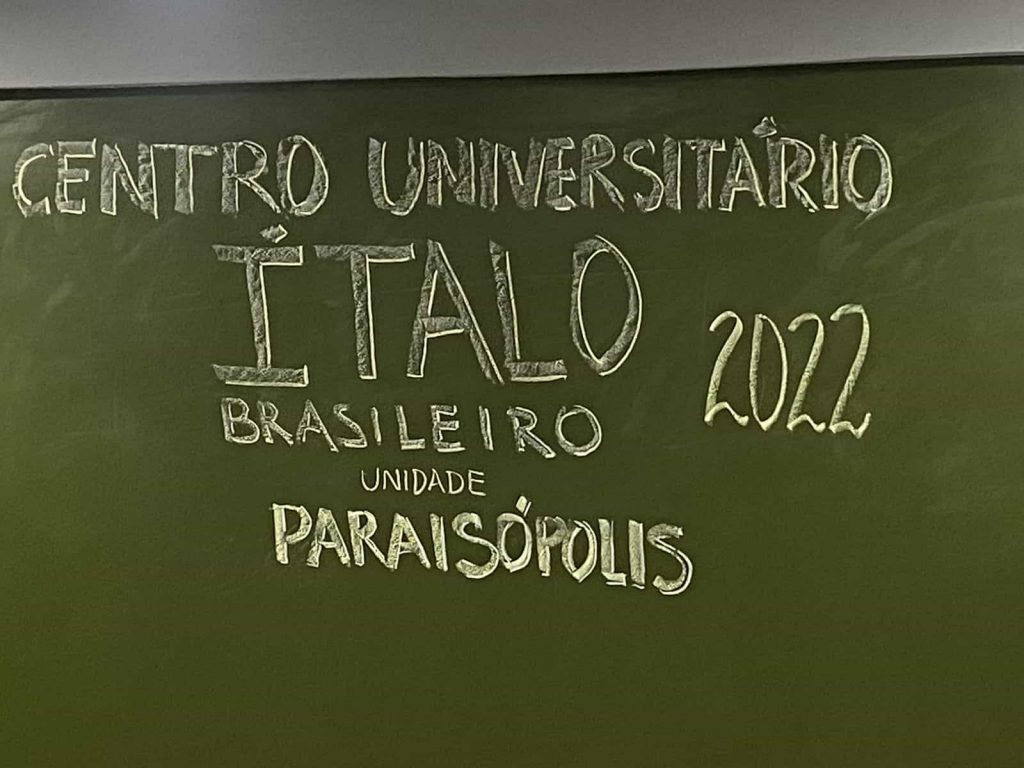 CENTRO UNIVERSITÁRIO
ÍTALO
2022
BRASILEIRO
UNIDADE
PARAISÓPOLIS